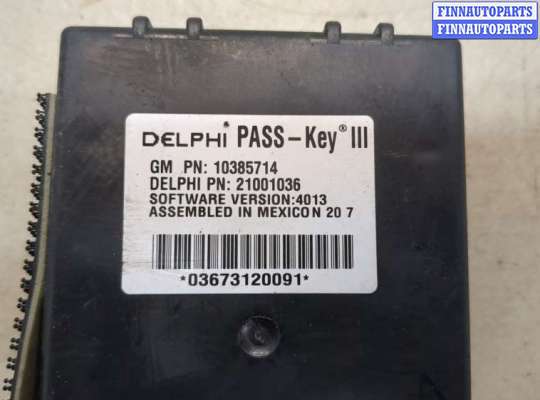 FINNAUTOPARTS
FINNAUTOPARTS
DELPHI PASS-Key® III
GM PN: 10385714
DELPHI PN: 21001036
SOFTWARE VERSION:4013
ASSEMBLED IN MEXICO N 20 7
*03673120091*